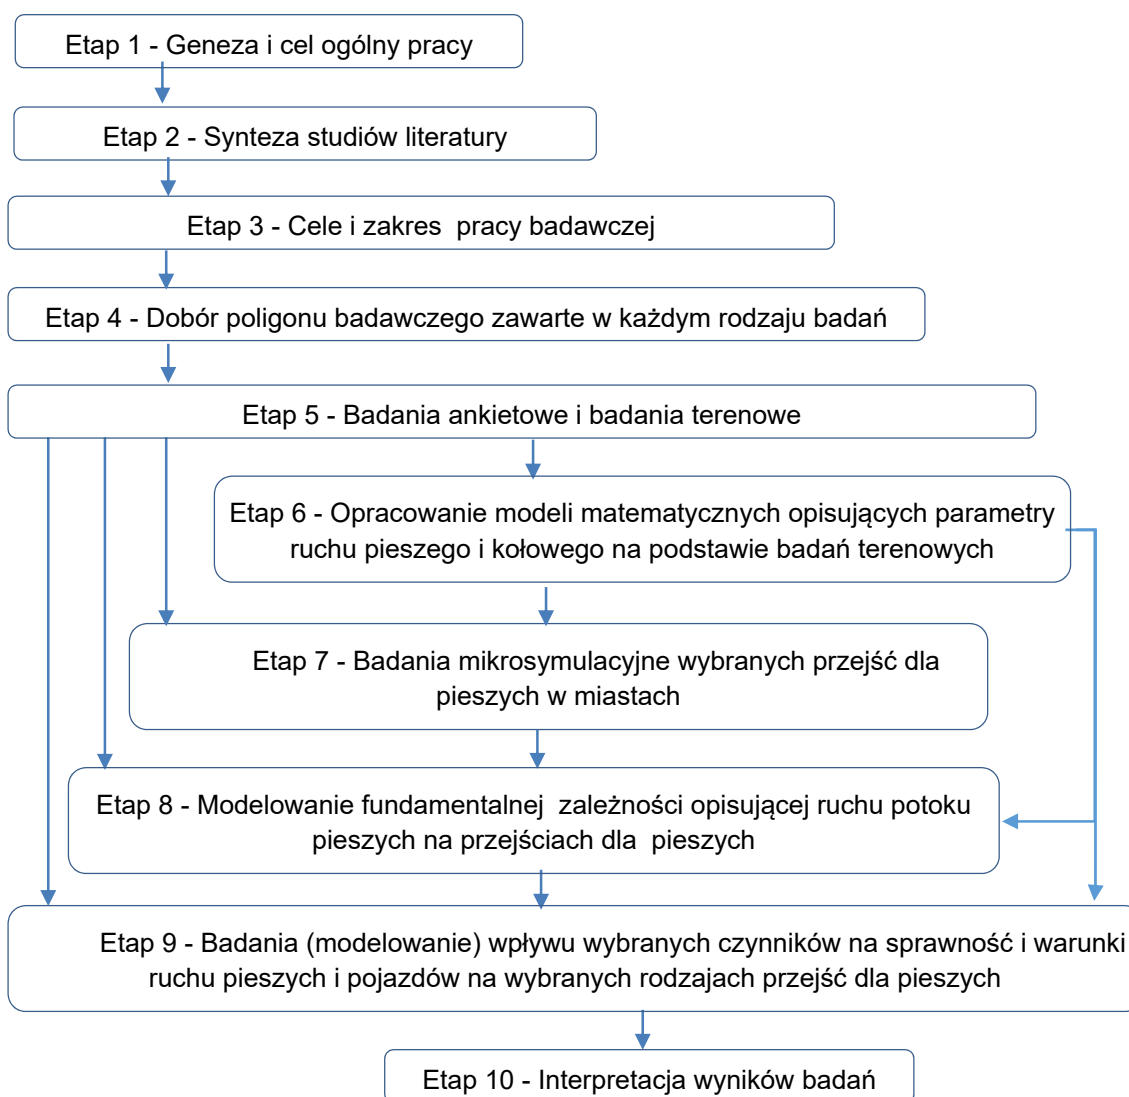 Etap 1 - Geneza i cel ogólny pracy
Etap 2 - Synteza studiów literatury
Etap 3 - Cele i zakres pracy badawczej
Etap 4 - Dobór poligonu badawczego zawarte w każdym rodzaju badań
Etap 5 - Badania ankietowe i badania terenowe
Etap 6 - Opracowanie modeli matematycznych opisujących parametry
ruchu pieszego i kołowego na podstawie badań terenowych
Etap 7 - Badania mikrosymulacyjne wybranych przejść dla
pieszych w miastach
Etap 8 - Modelowanie fundamentalnej zależności opisującej ruchu potoku
pieszych na przejściach dla pieszych
Etap 9 - Badania (modelowanie) wpływu wybranych czynników na sprawność i warunki
ruchu pieszych i pojazdów na wybranych rodzajach przejść dla pieszych
Etap 10 - Interpretacja wyników badań